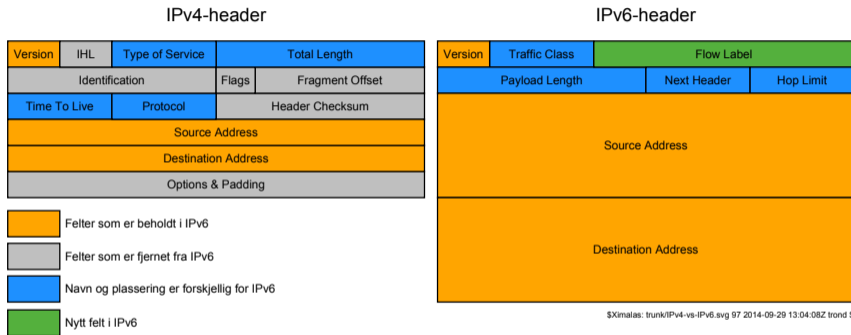 IPv4-header
Version IHL Type of Service Total Length
Identification Flags Fragment Offset
Time To Live Protocol Header Checksum
Source Address
Destination Address
Options & Padding
Felter som er beholdt i IPv6
Felter som er fjernet fra IPv6
Navn og plassering er forskjellig for IPv6
Nytt felt i IPv6
IPv6-header
Version Traffic Class Flow Label
Payload Length Next Header Hop Limit
Source Address
Destination Address
$Ximalas: trunk/IPv4-vs-IPv6.svg 97 2014-09-29 13:04:08Z trond $